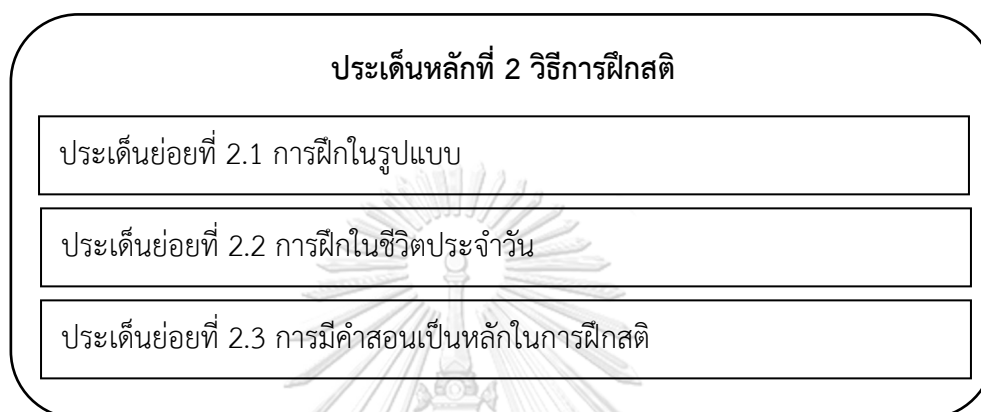 ประเด็นหลักที่ 2 วิธีการฝึกสติ
ประเด็นย่อยที่ 2.1 การฝึกในรูปแบบ
ประเด็นย่อยที่ 2.2 การฝึกในชีวิตประจำวัน
ประเด็นย่อยที่ 2.3 การมีคำสอนเป็นหลักในการฝึกสติ